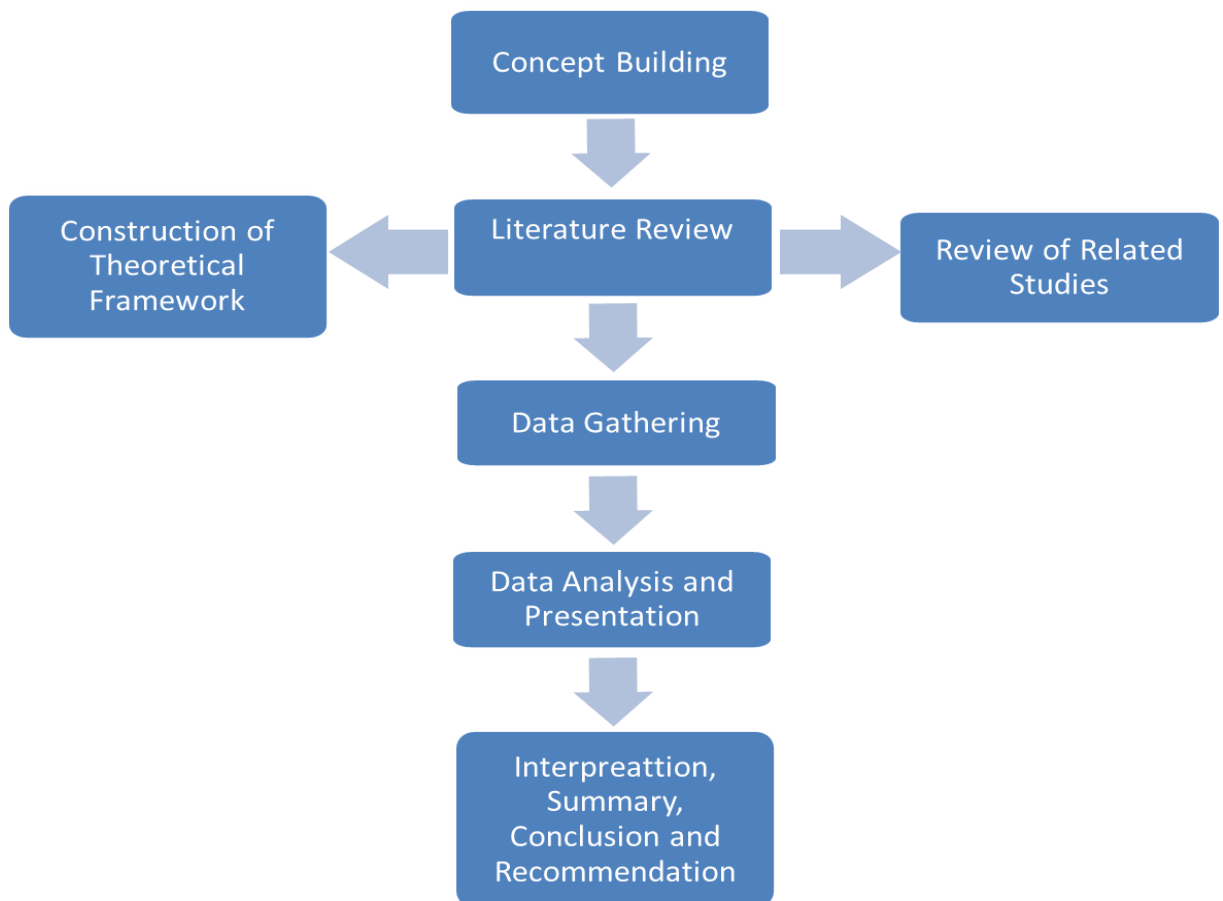 Concept Building
Construction of
Theoretical
Framework
Literature Review
Review of Related
Studies
Data Gathering
Data Analysis and
Presentation
Interpreattion,
Summary,
Conclusion and
Recommendation